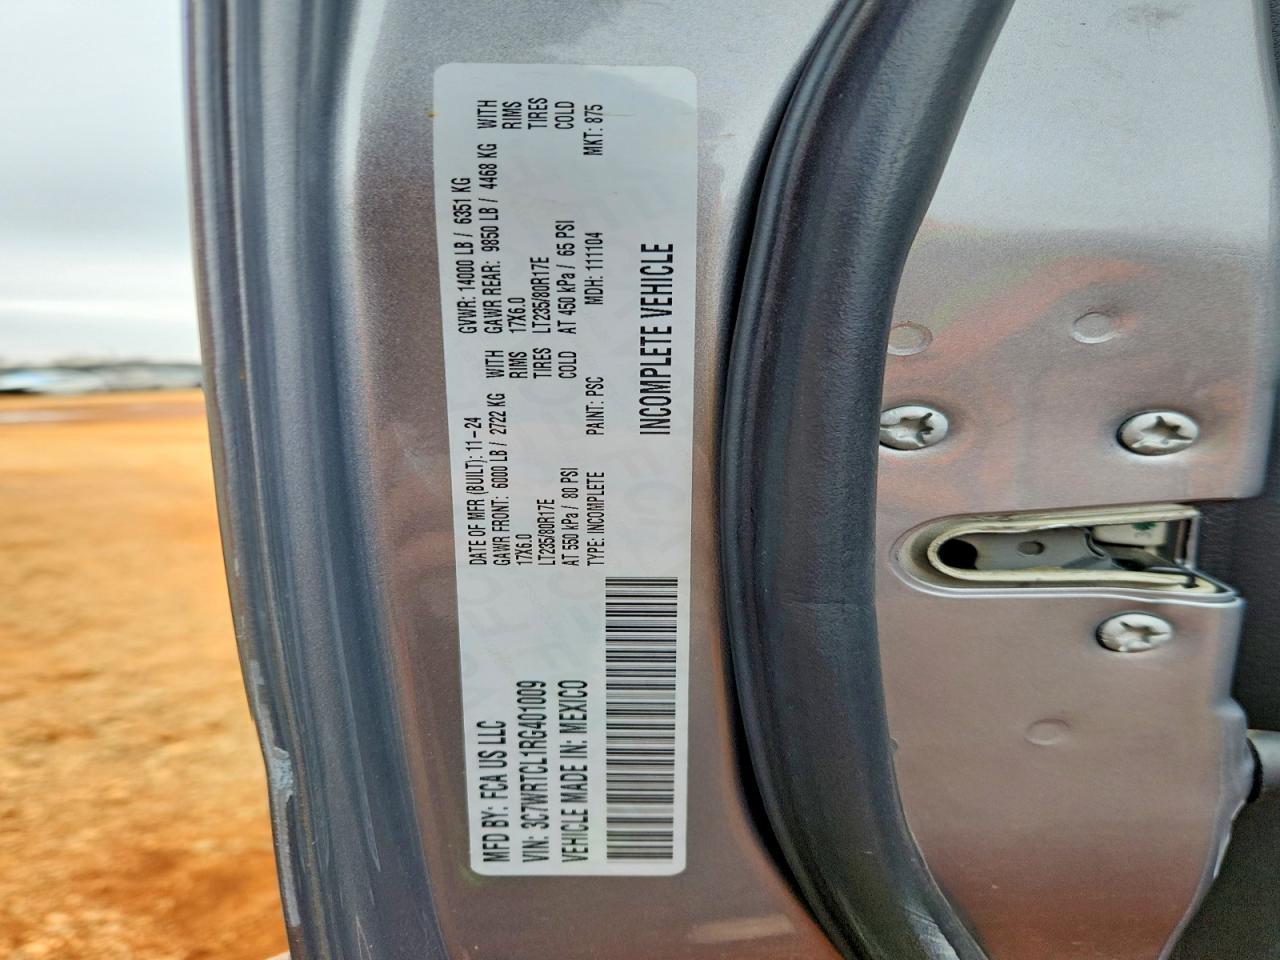 MFD BY: FCA US LLC
DATE OF MFR (BUILT): 11-24
GVWR: 14000 LB / 6351 KG
VIN: 3C7WRTCL1RG401009
GAWR FRONT: 6000 LB / 2722 KG WITH
GAWR REAR: 9850 LB / 4468 KG WITH
VEHICLE MADE IN: MEXICO
17X6.0 RIMS
17X6.0 RIMS
LT235/80R17E TIRES
LT235/80R17E TIRES
AT 550 kPa / 80 PSI COLD
AT 450 kPa / 65 PSI COLD
TYPE: INCOMPLETE PAINT: PSC MDH: 111104 MKT: 875
INCOMPLETE VEHICLE